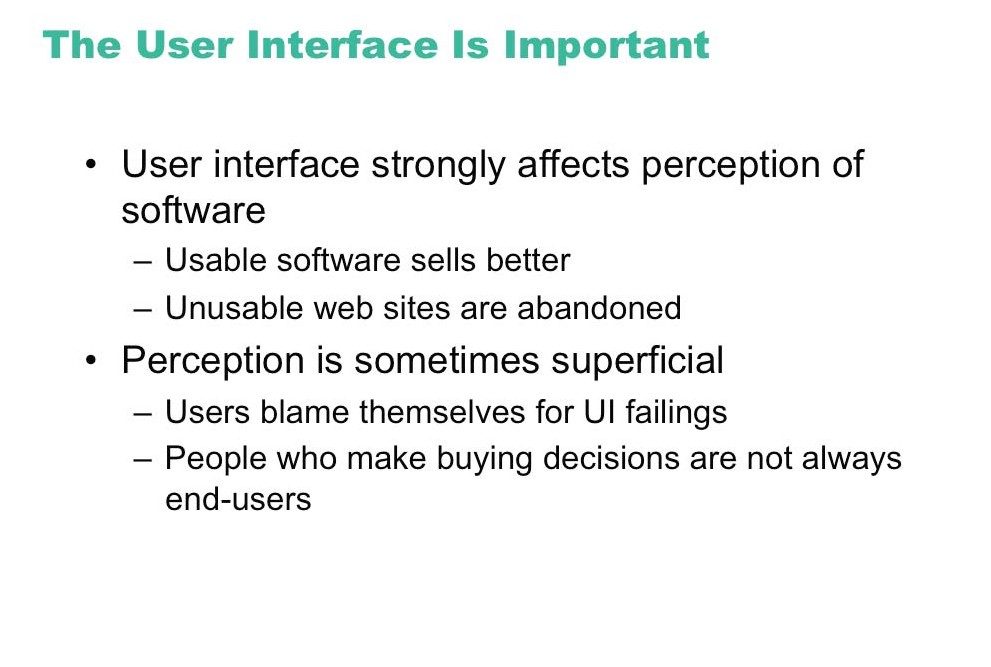 The User Interface Is Important
• User interface strongly affects perception of
software
– Usable software sells better
– Unusable web sites are abandoned
• Perception is sometimes superficial
– Users blame themselves for UI failings
– People who make buying decisions are not always
end-users